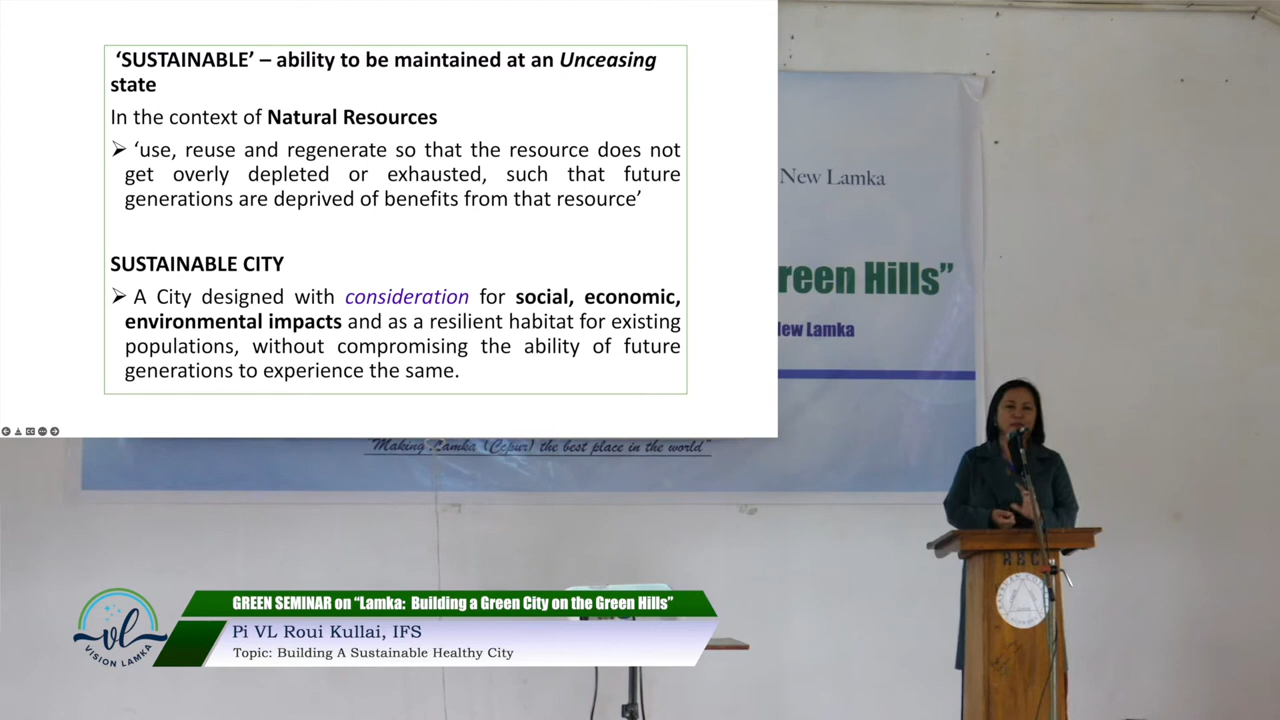 ‘SUSTAINABLE’ – ability to be maintained at an Unceasing
state
In the context of Natural Resources
➢ ‘use, reuse and regenerate so that the resource does not
get overly depleted or exhausted, such that future
generations are deprived of benefits from that resource’
SUSTAINABLE CITY
➢ A City designed with consideration for social, economic,
environmental impacts and as a resilient habitat for existing
populations, without compromising the ability of future
generations to experience the same.
New Lamka
reen Hills”
New Lamka
"Making Lamka (Ccpur) the best place in the world"
RBC
vl
VISION LAMKA
GREEN SEMINAR on “Lamka: Building a Green City on the Green Hills”
Pi VL Roui Kullai, IFS
Topic: Building A Sustainable Healthy City